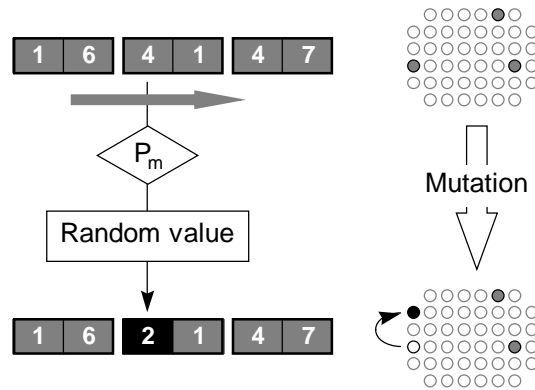 1 6 4 1 4 7
Pm
Mutation
Random value
1 6 2 1 4 7